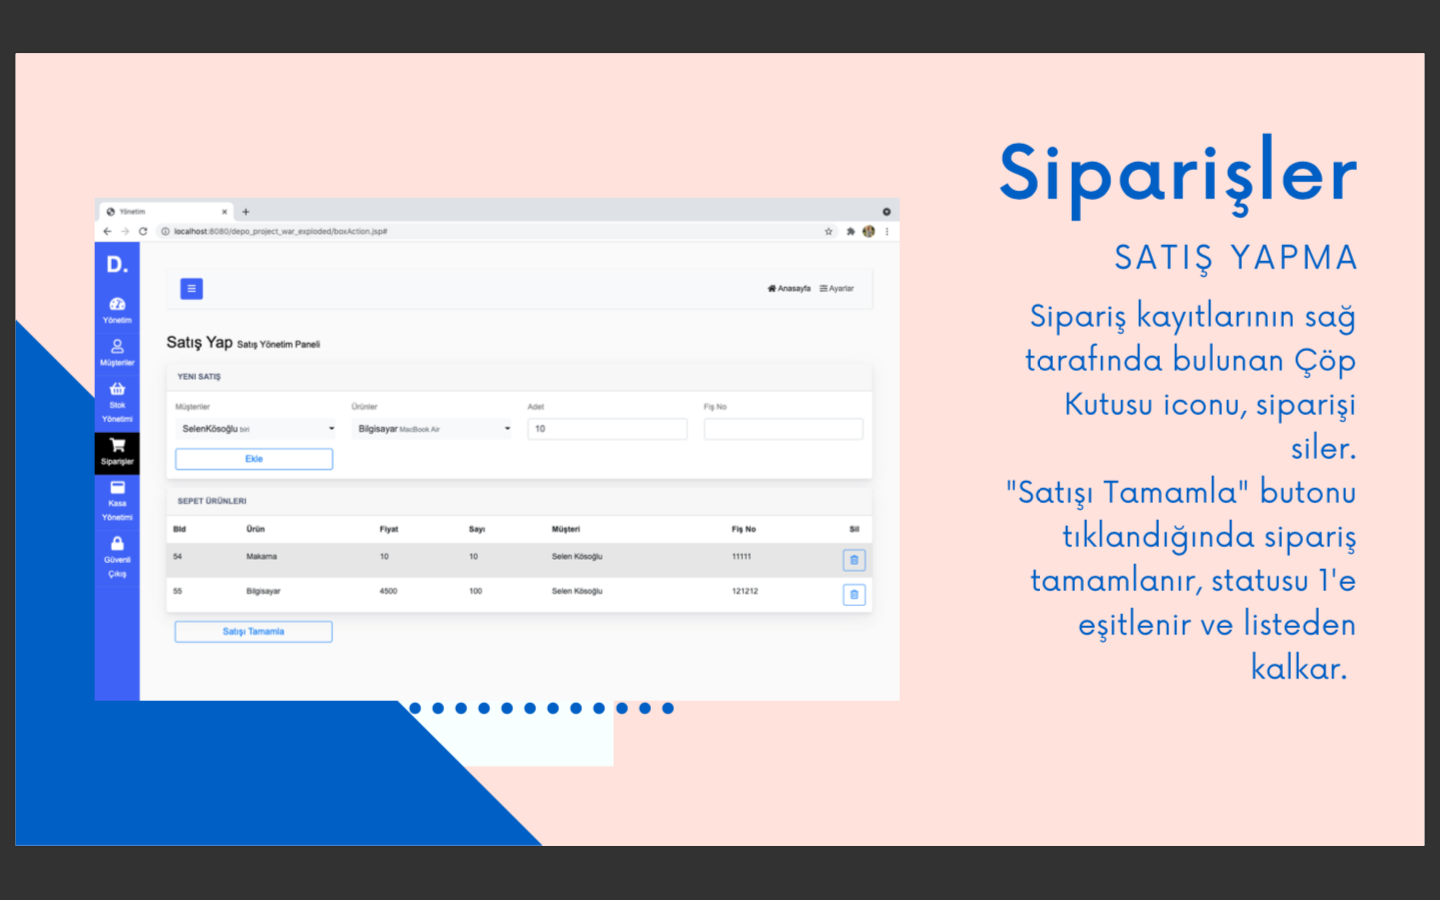 Siparişler
SATIŞ YAPMA
Sipariş kayıtlarının sağ
tarafında bulunan Çöp
Kutusu iconu, siparişi
siler.
"Satışı Tamamla" butonu
tıklandığında sipariş
tamamlanır, statusu 1'e
eşitlenir ve listeden
kalkar.
Yönetim
localhost:8080/depo_project_war_exploded/boxAction.jsp#
D.
Yönetim
Müşteriler
Stok
Yönetimi
Siparişler
Kasa
Yönetimi
Güvenli
Çıkış
Anasayfa Ayarlar
Satış Yap Satış Yönetim Paneli
YENI SATIŞ
Müşteriler Ürünler Adet Fiş No
SelenKösoğlu biri Bilgisayar MacBook Air 10
Ekle
SEPET ÜRÜNLERI
BId Ürün Fiyat Sayı Müşteri Fiş No Sil
54 Makarna 10 10 Selen Kösoğlu 11111
55 Bilgisayar 4500 100 Selen Kösoğlu 121212
Satışı Tamamla